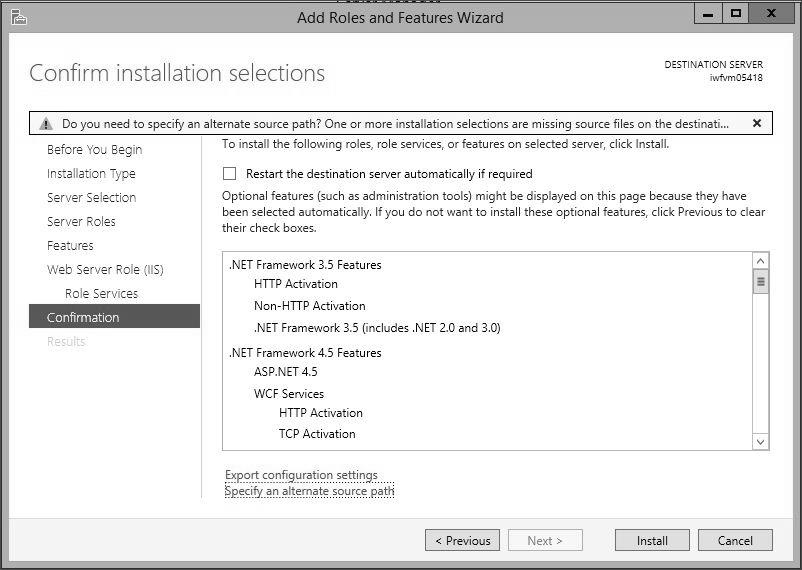 Add Roles and Features Wizard
Confirm installation selections
DESTINATION SERVER
iwfvm05418
Do you need to specify an alternate source path? One or more installation selections are missing source files on the destinati...
Before You Begin
Installation Type
Server Selection
Server Roles
Features
Web Server Role (IIS)
Role Services
Confirmation
Results
To install the following roles, role services, or features on selected server, click Install.
Restart the destination server automatically if required
Optional features (such as administration tools) might be displayed on this page because they have
been selected automatically. If you do not want to install these optional features, click Previous to clear
their check boxes.
.NET Framework 3.5 Features
HTTP Activation
Non-HTTP Activation
.NET Framework 3.5 (includes .NET 2.0 and 3.0)
.NET Framework 4.5 Features
ASP.NET 4.5
WCF Services
HTTP Activation
TCP Activation
Export configuration settings
Specify an alternate source path
< Previous
Next >
Install
Cancel